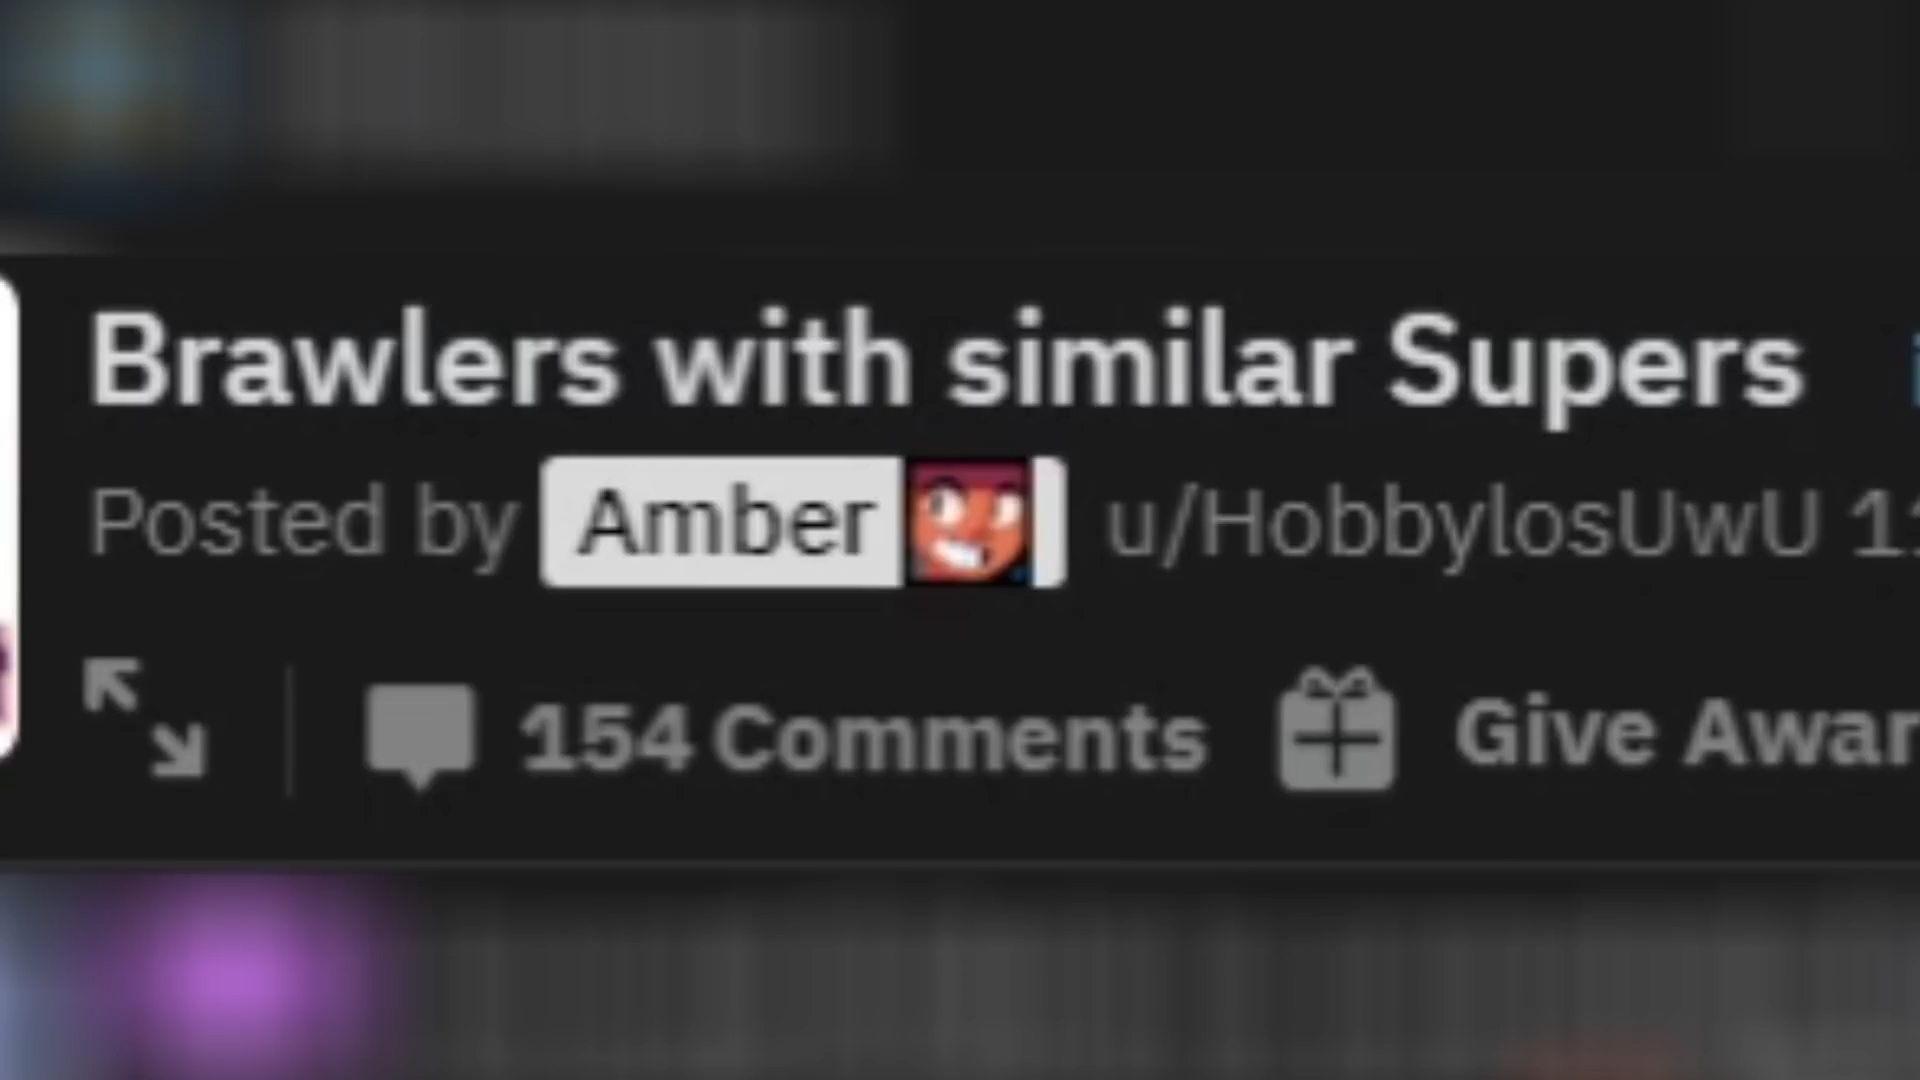 Brawlers with similar Supers
Posted by Amber u/HobbylosUwU
154 Comments Give